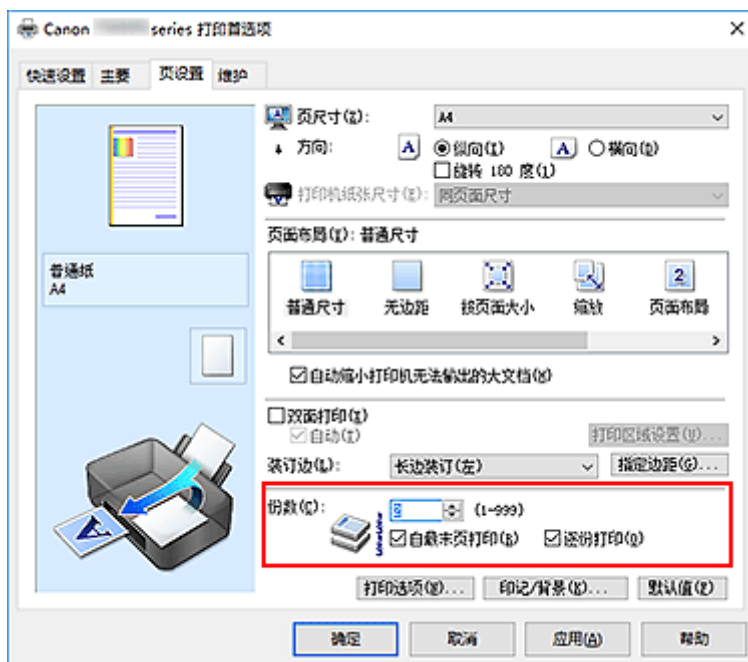 Canon series 打印首选项
快速设置 主要 页设置 维护
普通纸
A4
页尺寸(Z): A4
方向: A 纵向(I) A 横向(D)
旋转 180 度(1)
打印机纸张尺寸(E): 同页面尺寸
页面布局(Y): 普通尺寸
普通尺寸 无边距 按页面大小 缩放 页面布局
自动缩小打印机无法输出的大文档(W)
双面打印(X)
自动(T) 打印区域设置(U)...
装订边(L): 长边装订(左) 指定边距(G)...
份数(C): (1-999)
自最末页打印(B) 逐份打印(O)
打印选项(N)... 印记/背景(K)... 默认值(F)
确定 取消 应用(A) 帮助